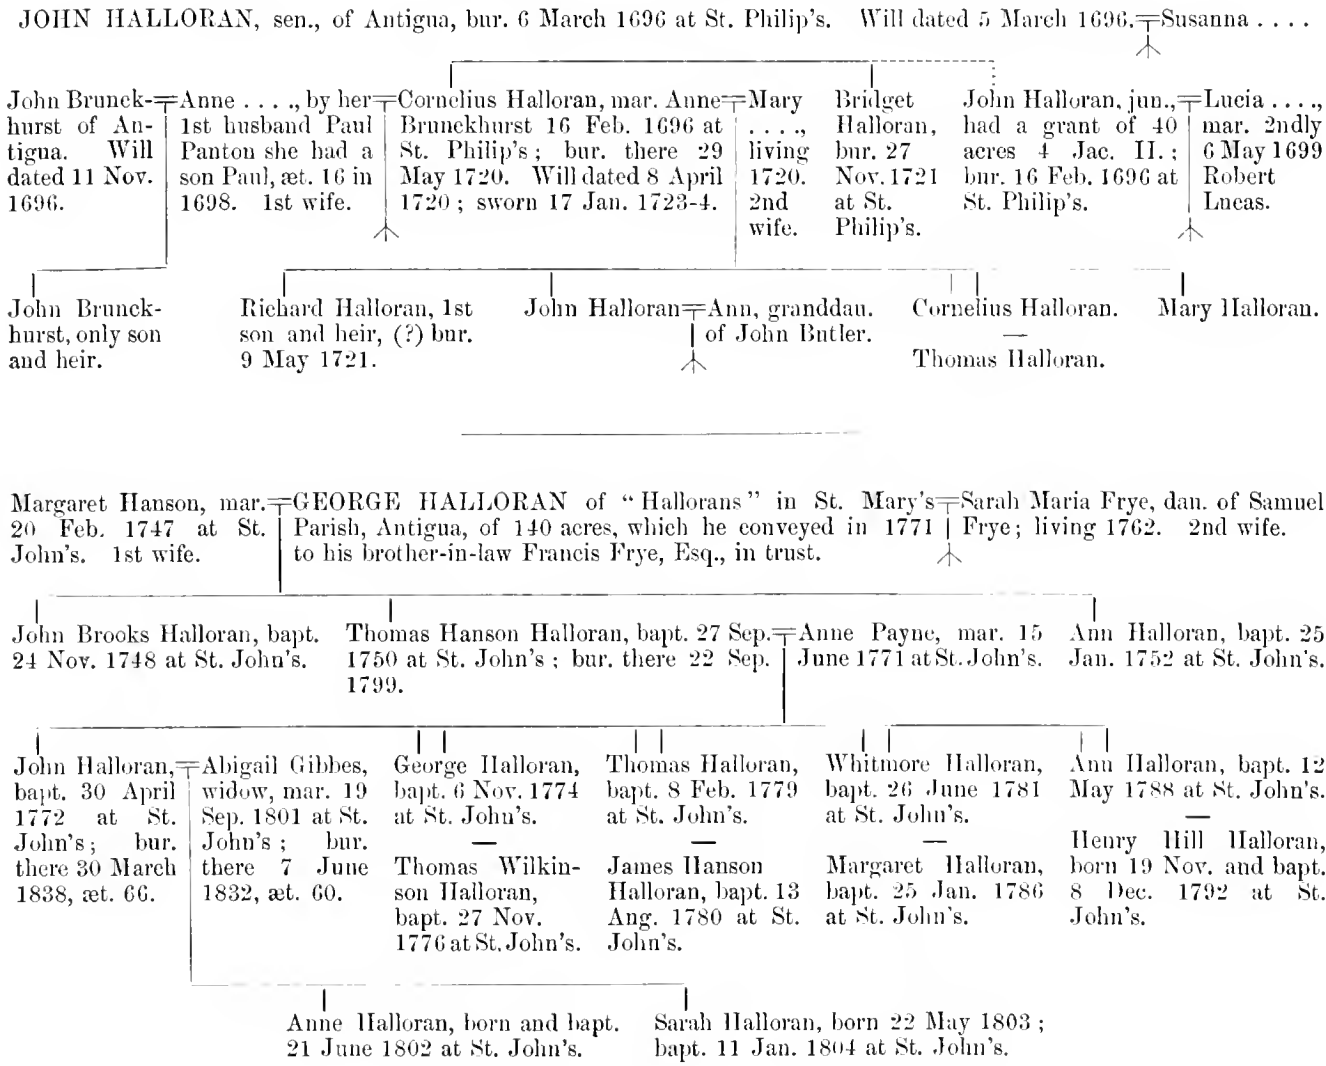 JOHN HALLORAN, sen., of Antigua, bur. 6 March 1696 at St. Philip's. Will dated 5 March 1696.╤Susanna . . . .
John Brunck-
hurst of An-
tigua. Will
dated 11 Nov.
1696.
Anne . . . ., by her
1st husband Paul
Panton she had a
son Paul, æt. 16 in
1698. 1st wife.
Cornelius Halloran, mar. Anne
Brunckhurst 16 Feb. 1696 at
St. Philip's; bur. there 29
May 1720. Will dated 8 April
1720; sworn 17 Jan. 1723-4.
Mary
. . . .,
living
1720.
2nd
wife.
Bridget
Halloran,
bur. 27
Nov. 1721
at St.
Philip's.
John Halloran, jun.,
had a grant of 40
acres 4 Jac. II.;
bur. 16 Feb. 1696 at
St. Philip's.
Lucia . . . .,
mar. 2ndly
6 May 1699
Robert
Lucas.
John Brunck-
hurst, only son
and heir.
Richard Halloran, 1st
son and heir, (?) bur.
9 May 1721.
John Halloran╤Ann, granddau.
of John Butler.
Cornelius Halloran.
—
Thomas Halloran.
Mary Halloran.
Margaret Hanson, mar.
20 Feb. 1747 at St.
John's. 1st wife.
GEORGE HALLORAN of "Hallorans" in St. Mary's
Parish, Antigua, of 140 acres, which he conveyed in 1771
to his brother-in-law Francis Frye, Esq., in trust.
Sarah Maria Frye, dau. of Samuel
Frye; living 1762. 2nd wife.
John Brooks Halloran, bapt.
24 Nov. 1748 at St. John's.
Thomas Hanson Halloran, bapt. 27 Sep.
1750 at St. John's; bur. there 22 Sep.
1799.
Anne Payne, mar. 15
June 1771 at St. John's.
Ann Halloran, bapt. 25
Jan. 1752 at St. John's.
John Halloran,
bapt. 30 April
1772 at St.
John's; bur.
there 30 March
1838, æt. 66.
Abigail Gibbes,
widow, mar. 19
Sep. 1801 at St.
John's; bur.
there 7 June
1832, æt. 60.
George Halloran,
bapt. 6 Nov. 1774
at St. John's.
—
Thomas Wilkin-
son Halloran,
bapt. 27 Nov.
1776 at St. John's.
Thomas Halloran,
bapt. 8 Feb. 1779
at St. John's.
—
James Hanson
Halloran, bapt. 13
Aug. 1780 at St.
John's.
Whitmore Halloran,
bapt. 26 June 1781
at St. John's.
—
Margaret Halloran,
bapt. 25 Jan. 1786
at St. John's.
Ann Halloran, bapt. 12
May 1788 at St. John's.
—
Henry Hill Halloran,
born 19 Nov. and bapt.
8 Dec. 1792 at St.
John's.
Anne Halloran, born and bapt.
21 June 1802 at St. John's.
Sarah Halloran, born 22 May 1803;
bapt. 11 Jan. 1804 at St. John's.